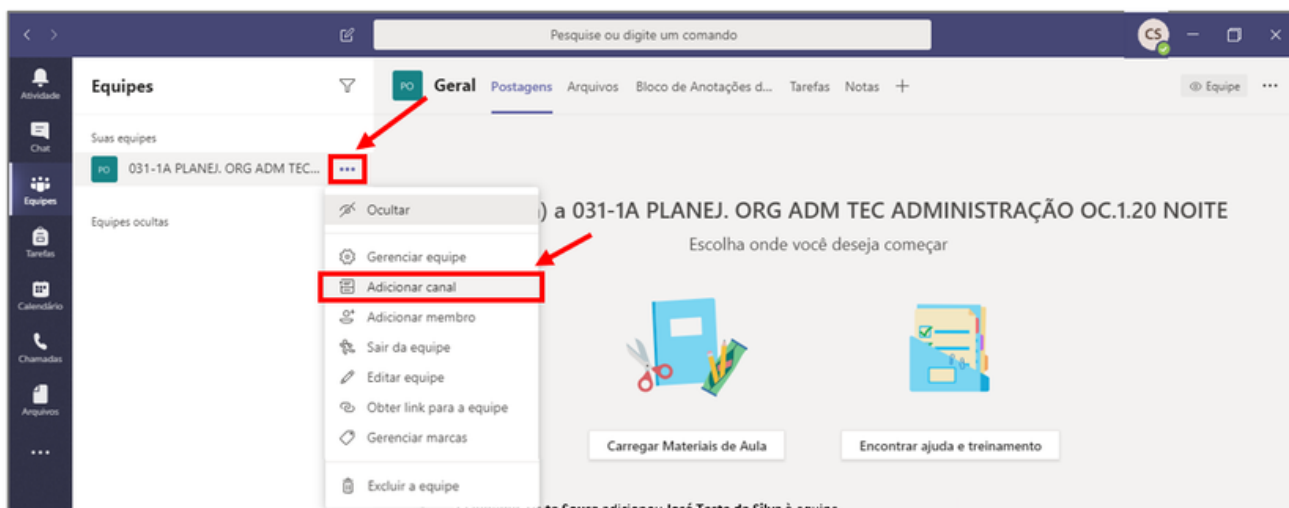 Pesquise ou digite um comando
CS
Atividade
Chat
Equipes
Tarefas
Calendário
Chamadas
Arquivos
Equipes
Suas equipes
PO 031-1A PLANEJ. ORG ADM TEC...
Equipes ocultas
Ocultar
Gerenciar equipe
Adicionar canal
Adicionar membro
Sair da equipe
Editar equipe
Obter link para a equipe
Gerenciar marcas
Excluir a equipe
PO Geral Postagens Arquivos Bloco de Anotações d... Tarefas Notas +
Equipe
) a 031-1A PLANEJ. ORG ADM TEC ADMINISTRAÇÃO OC.1.20 NOITE
Escolha onde você deseja começar
Carregar Materiais de Aula
Encontrar ajuda e treinamento
adicionou José